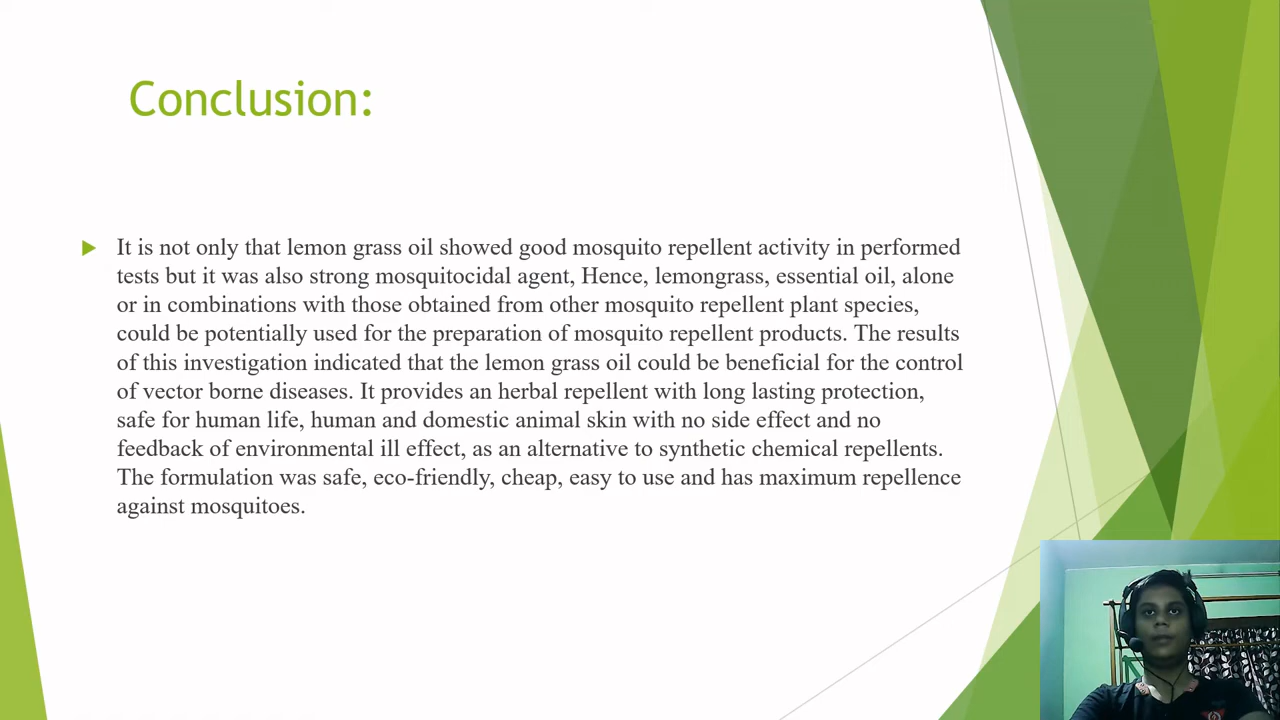 Conclusion:
It is not only that lemon grass oil showed good mosquito repellent activity in performed
tests but it was also strong mosquitocidal agent, Hence, lemongrass, essential oil, alone
or in combinations with those obtained from other mosquito repellent plant species,
could be potentially used for the preparation of mosquito repellent products. The results
of this investigation indicated that the lemon grass oil could be beneficial for the control
of vector borne diseases. It provides an herbal repellent with long lasting protection,
safe for human life, human and domestic animal skin with no side effect and no
feedback of environmental ill effect, as an alternative to synthetic chemical repellents.
The formulation was safe, eco-friendly, cheap, easy to use and has maximum repellence
against mosquitoes.